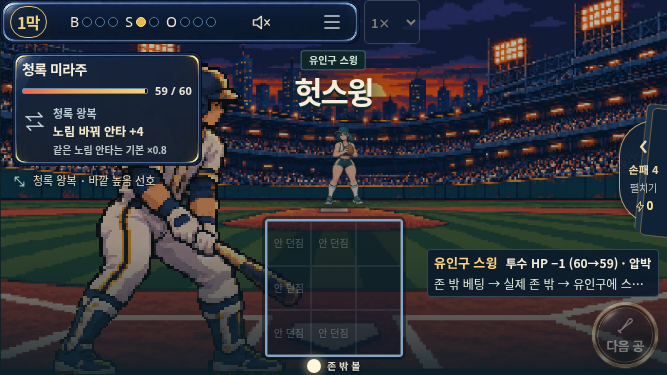 1막
B
S
O
1×
유인구 스윙
헛스윙
청록 미라주
59 / 60
청록 왕복
노림 바꿔 안타 +4
같은 노림 안타는 기본 ×0.8
청록 왕복 · 바깥 높음 선호
손패 4
펼치기
0
안 던짐 안 던짐
안 던짐
안 던짐 안 던짐
유인구 스윙 투수 HP −1 (60→59) · 압박
존 밖 베팅 → 실제 존 밖 → 유인구에 스…
다음 공
존 밖 볼